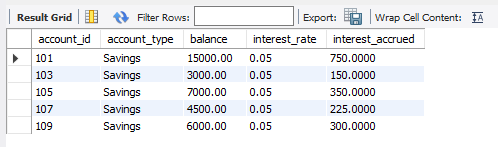 Result Grid Filter Rows: Export: Wrap Cell Content: IA
account_id account_type balance interest_rate interest_accrued
101 Savings 15000.00 0.05 750.0000
103 Savings 3000.00 0.05 150.0000
105 Savings 7000.00 0.05 350.0000
107 Savings 4500.00 0.05 225.0000
109 Savings 6000.00 0.05 300.0000